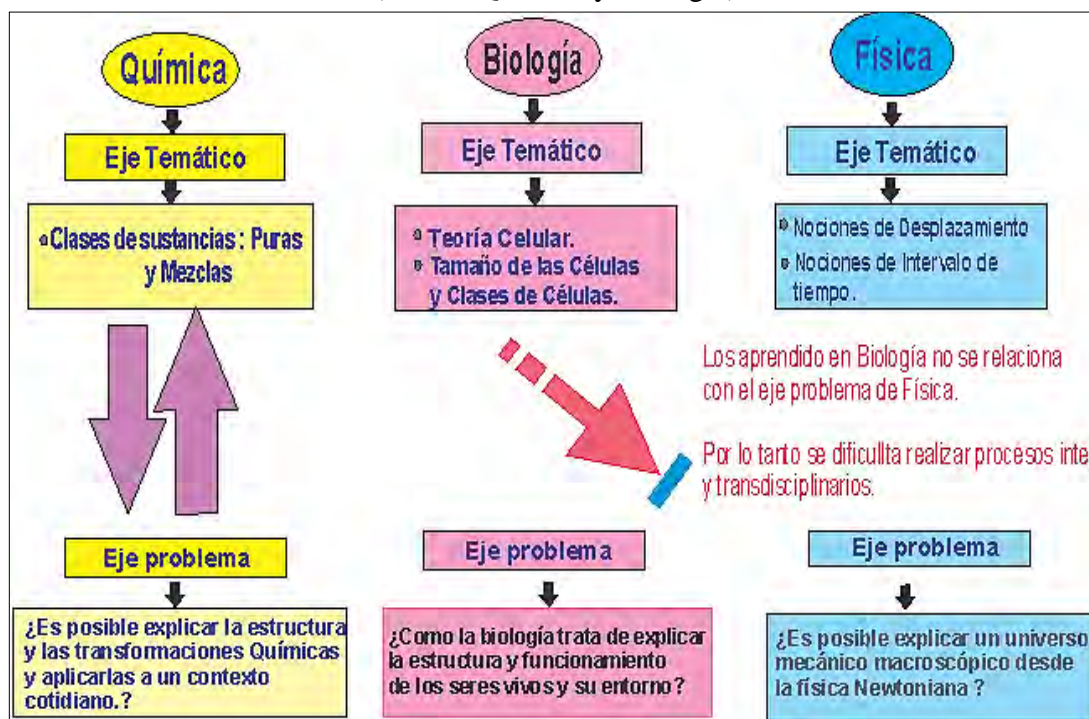 Química
Eje Temático
Clases de sustancias : Puras
y Mezclas
Eje problema
¿Es posible explicar la estructura
y las transformaciones Químicas
y aplicarlas a un contexto
cotidiano.?
Biología
Eje Temático
Teoría Celular.
Tamaño de las Células
y Clases de Células.
Eje problema
¿Como la biología trata de explicar
la estructura y funcionamiento
de los seres vivos y su entorno?
Física
Eje Temático
Nociones de Desplazamiento
Nociones de Intervalo de
tiempo.
Los aprendido en Biología no se relaciona
con el eje problema de Física.
Por lo tanto se dificullta realizar procesos inte
y transdisciplinarios.
Eje problema
¿Es posible explicar un universo
mecánico macroscópico desde
la física Newtoniana ?